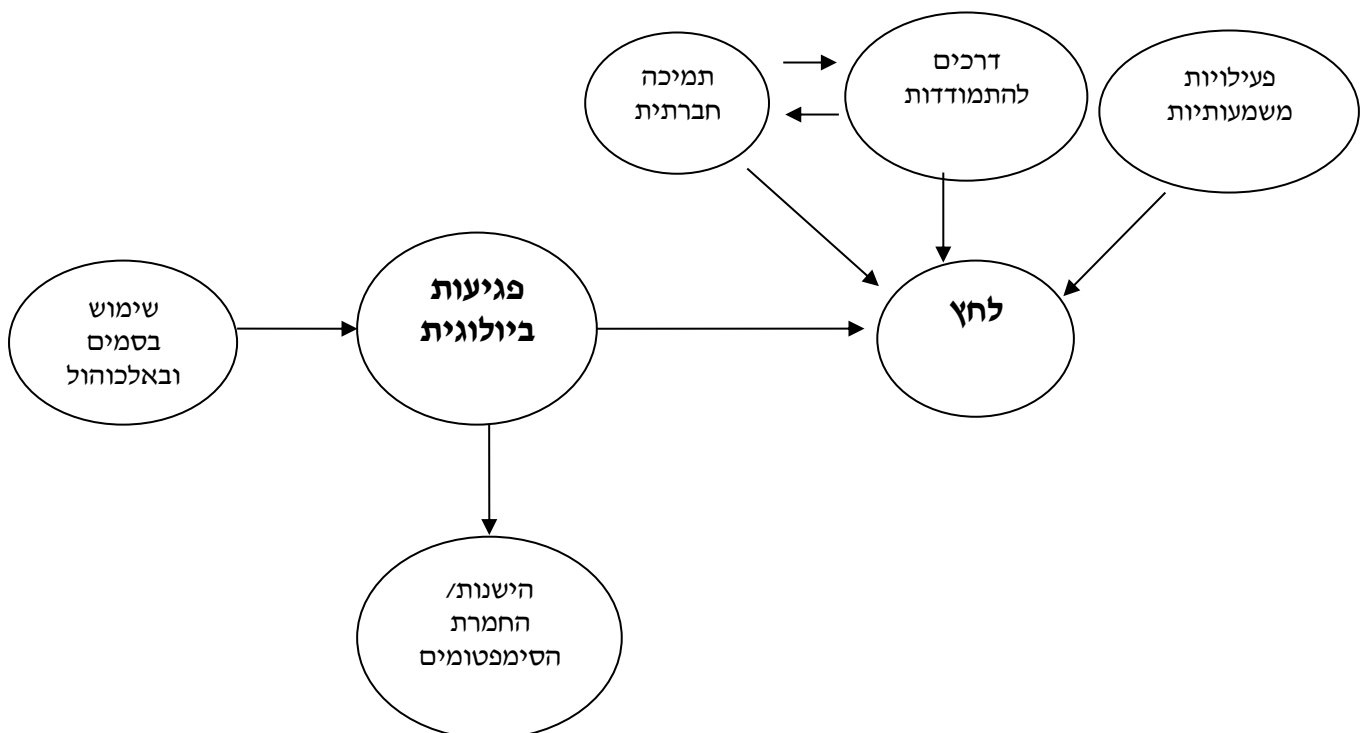 פעילויות
משמעותיות
דרכים
להתמודדות
תמיכה
חברתית
לחץ
פגיעות
ביולוגית
שימוש
בסמים
ובאלכוהול
הישנות/
החמרת
הסימפטומים